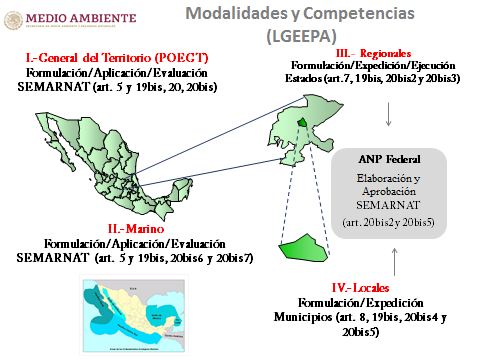 MEDIO AMBIENTE
Modalidades y Competencias
(LGEEPA)
I.-General del Territorio (POEGT)
Formulación/Aplicación/Evaluación
SEMARNAT (art. 5 y 19bis, 20, 20bis)
III.- Regionales
Formulación/Expedición/Ejecución
Estados (art.7, 19bis, 20bis2 y 20bis3)
ANP Federal
Elaboración y
Aprobación
SEMARNAT
(art. 20bis2y 20bis5)
II.-Marino
Formulación/Aplicación/Evaluación
SEMARNAT (art. 5 y 19bis, 20bis6 y 20bis7)
IV.-Locales
Formulación/Expedición
Municipios (art. 8, 19bis, 20bis4 y
20bis5)